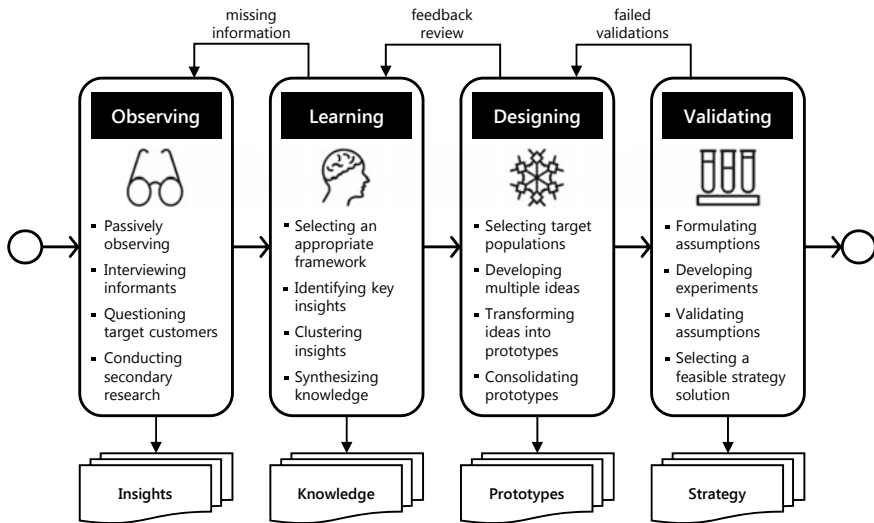 missing
information
feedback
review
failed
validations
Observing
Passively
observing
Interviewing
informants
Questioning
target customers
Conducting
secondary
research
Insights
Learning
Selecting an
appropriate
framework
Identifying key
insights
Clustering
insights
Synthesizing
knowledge
Knowledge
Designing
Selecting target
populations
Developing
multiple ideas
Transforming
ideas into
prototypes
Consolidating
prototypes
Prototypes
Validating
Formulating
assumptions
Developing
experiments
Validating
assumptions
Selecting a
feasible strategy
solution
Strategy